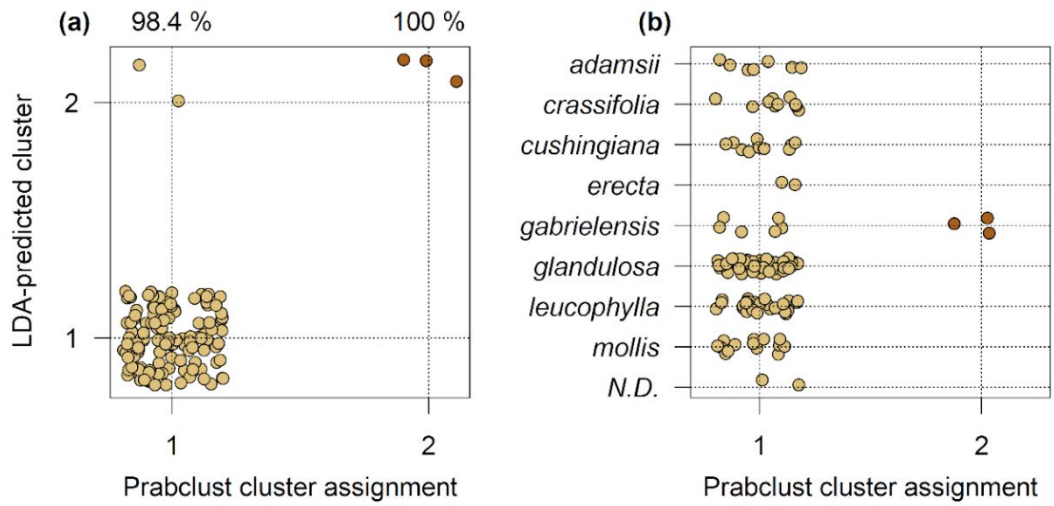 (a) 98.4 % 100 %
LDA-predicted cluster
2
1
1 2
Prabclust cluster assignment
(b)
adamsii
crassifolia
cushingiana
erecta
gabrielensis
glandulosa
leucophylla
mollis
N.D.
1 2
Prabclust cluster assignment